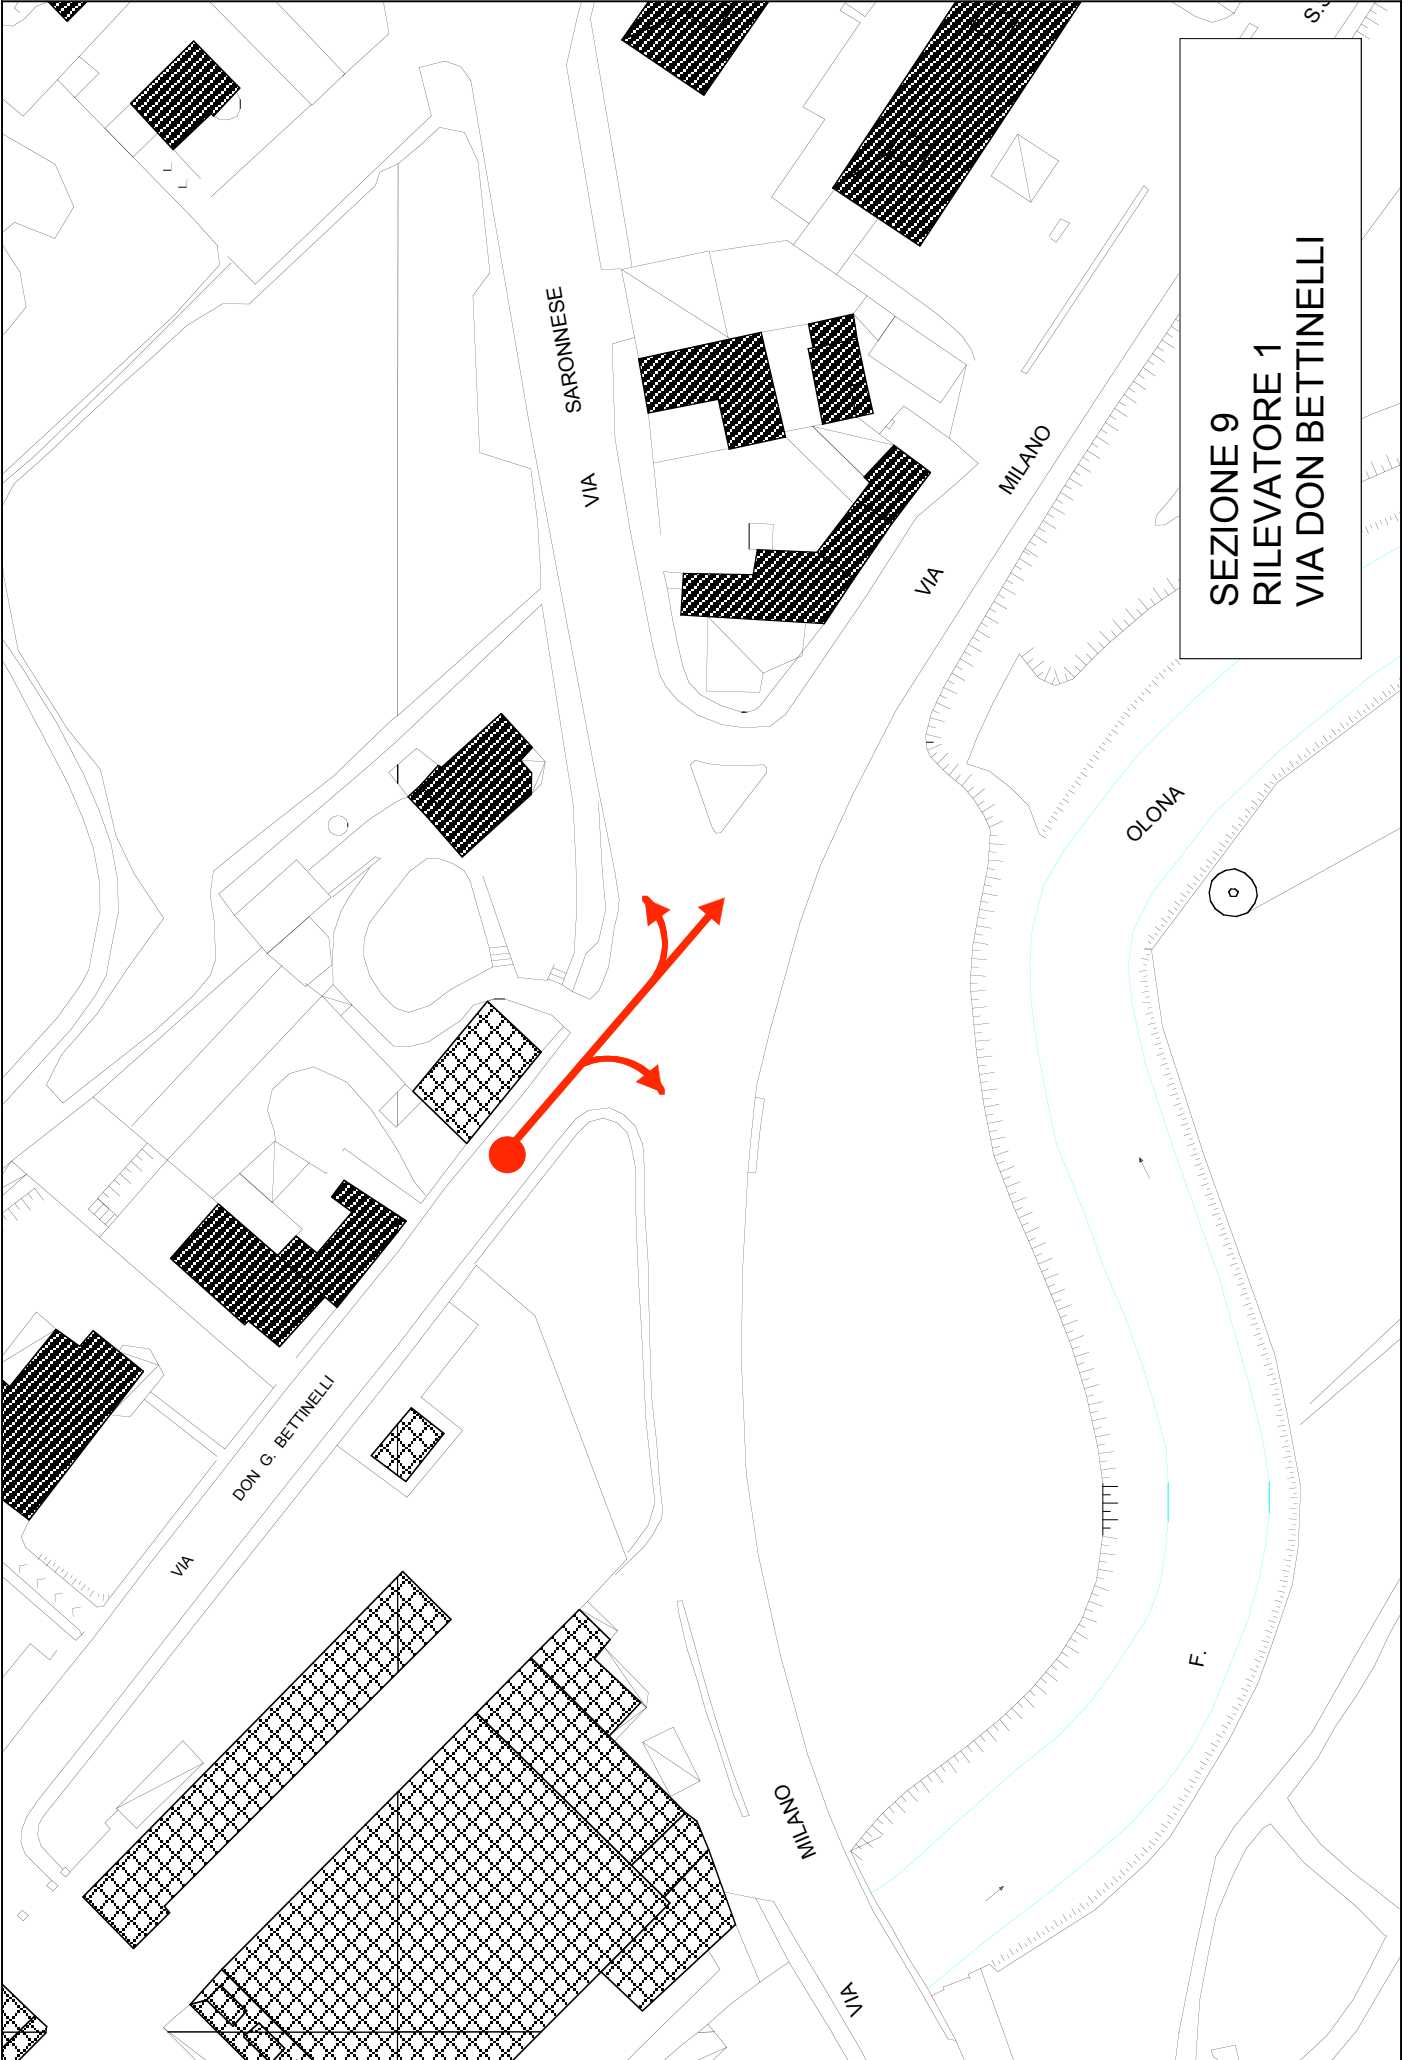 S.S
SARONNESE
VIA
MILANO
VIA
SEZIONE 9
RILEVATORE 1
VIA DON BETTINELLI
OLONA
DON G. BETTINELLI
VIA
F.
MILANO
VIA